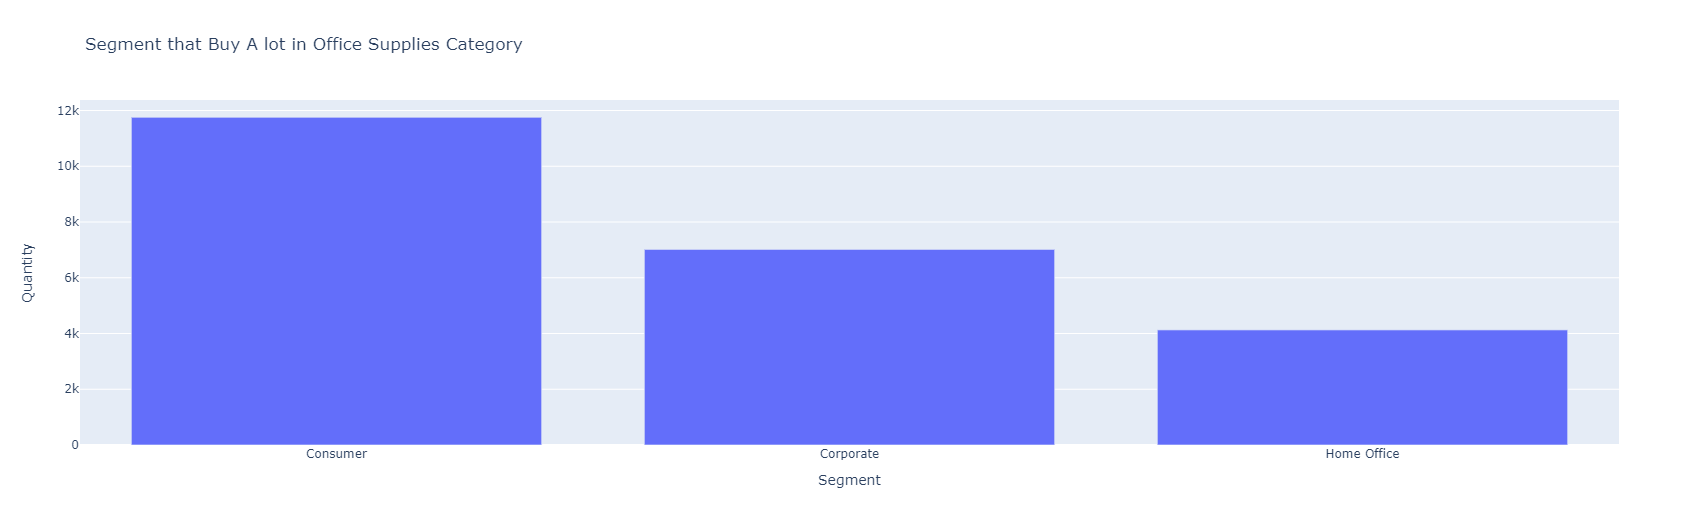 Segment that Buy A lot in Office Supplies Category
12k
10k
8k
6k
4k
2k
0
Quantity
Consumer
Corporate
Home Office
Segment